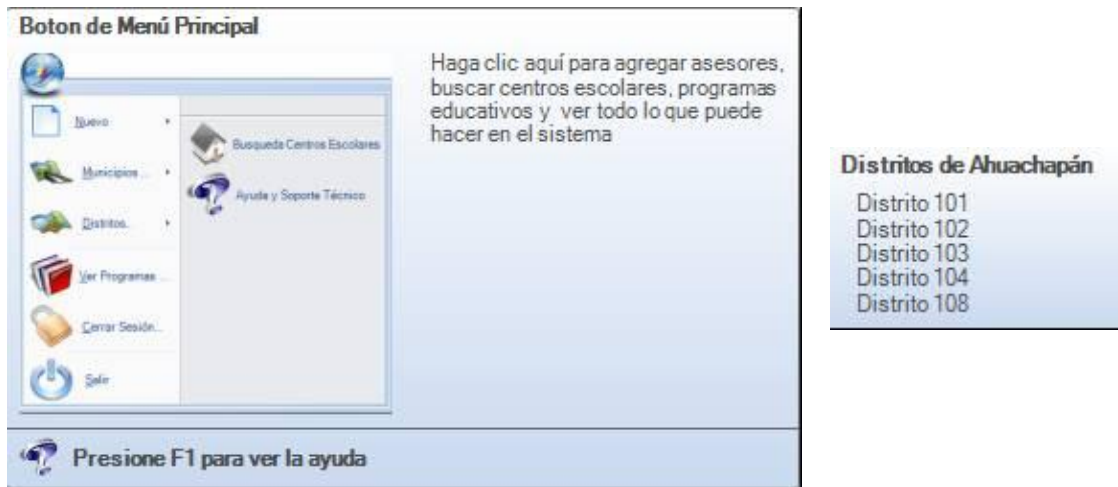 Boton de Menú Principal
Haga clic aquí para agregar asesores,
buscar centros escolares, programas
educativos y ver todo lo que puede
hacer en el sistema
Nuevo
Municipios...
Distritos.
Ver Programas ...
Cerrar Sesión...
Salir
Busqueda Centros Escolares
Ayuda y Soporte Técnico
Presione F1 para ver la ayuda
Distritos de Ahuachapán
Distrito 101
Distrito 102
Distrito 103
Distrito 104
Distrito 108